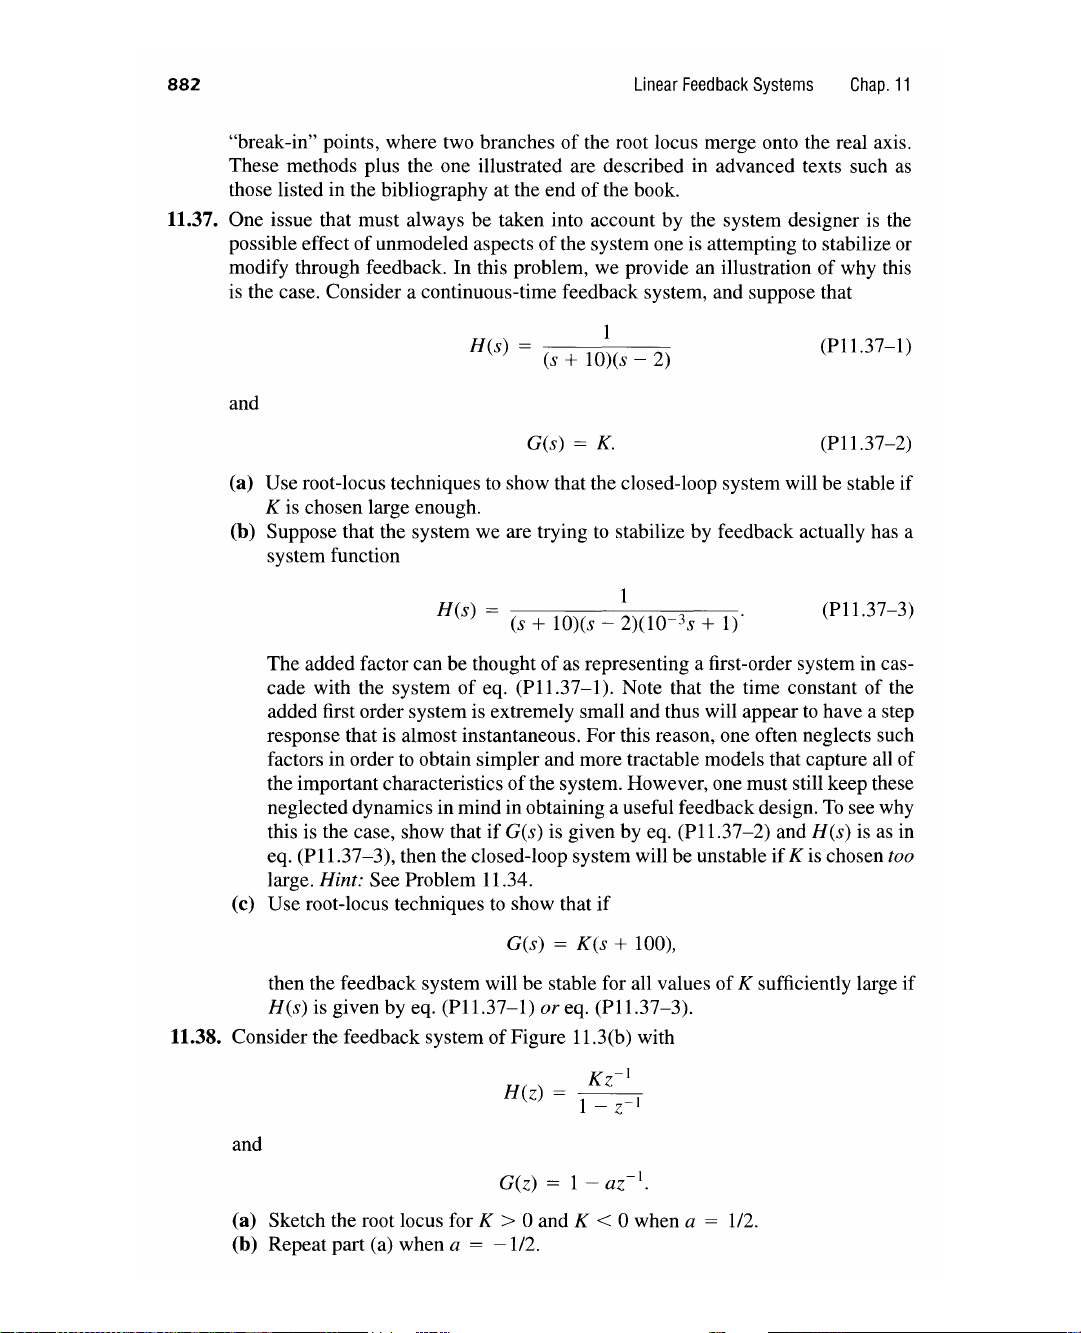 882 Linear Feedback Systems Chap. 11
“break-in” points, where two branches of the root locus merge onto the real axis.
These methods plus the one illustrated are described in advanced texts such as
those listed in the bibliography at the end of the book.
11.37. One issue that must always be taken into account by the system designer is the
possible effect of unmodeled aspects of the system one is attempting to stabilize or
modify through feedback. In this problem, we provide an illustration of why this
is the case. Consider a continuous-time feedback system, and suppose that
H(s) = 1 / ((s + 10)(s − 2)) (P11.37–1)
and
G(s) = K. (P11.37–2)
(a) Use root-locus techniques to show that the closed-loop system will be stable if
K is chosen large enough.
(b) Suppose that the system we are trying to stabilize by feedback actually has a
system function
H(s) = 1 / ((s + 10)(s − 2)(10⁻³s + 1)). (P11.37–3)
The added factor can be thought of as representing a first-order system in cas-
cade with the system of eq. (P11.37–1). Note that the time constant of the
added first order system is extremely small and thus will appear to have a step
response that is almost instantaneous. For this reason, one often neglects such
factors in order to obtain simpler and more tractable models that capture all of
the important characteristics of the system. However, one must still keep these
neglected dynamics in mind in obtaining a useful feedback design. To see why
this is the case, show that if G(s) is given by eq. (P11.37–2) and H(s) is as in
eq. (P11.37–3), then the closed-loop system will be unstable if K is chosen too
large. Hint: See Problem 11.34.
(c) Use root-locus techniques to show that if
G(s) = K(s + 100),
then the feedback system will be stable for all values of K sufficiently large if
H(s) is given by eq. (P11.37–1) or eq. (P11.37–3).
11.38. Consider the feedback system of Figure 11.3(b) with
H(z) = Kz⁻¹ / (1 − z⁻¹)
and
G(z) = 1 − az⁻¹.
(a) Sketch the root locus for K > 0 and K < 0 when a = 1/2.
(b) Repeat part (a) when a = −1/2.